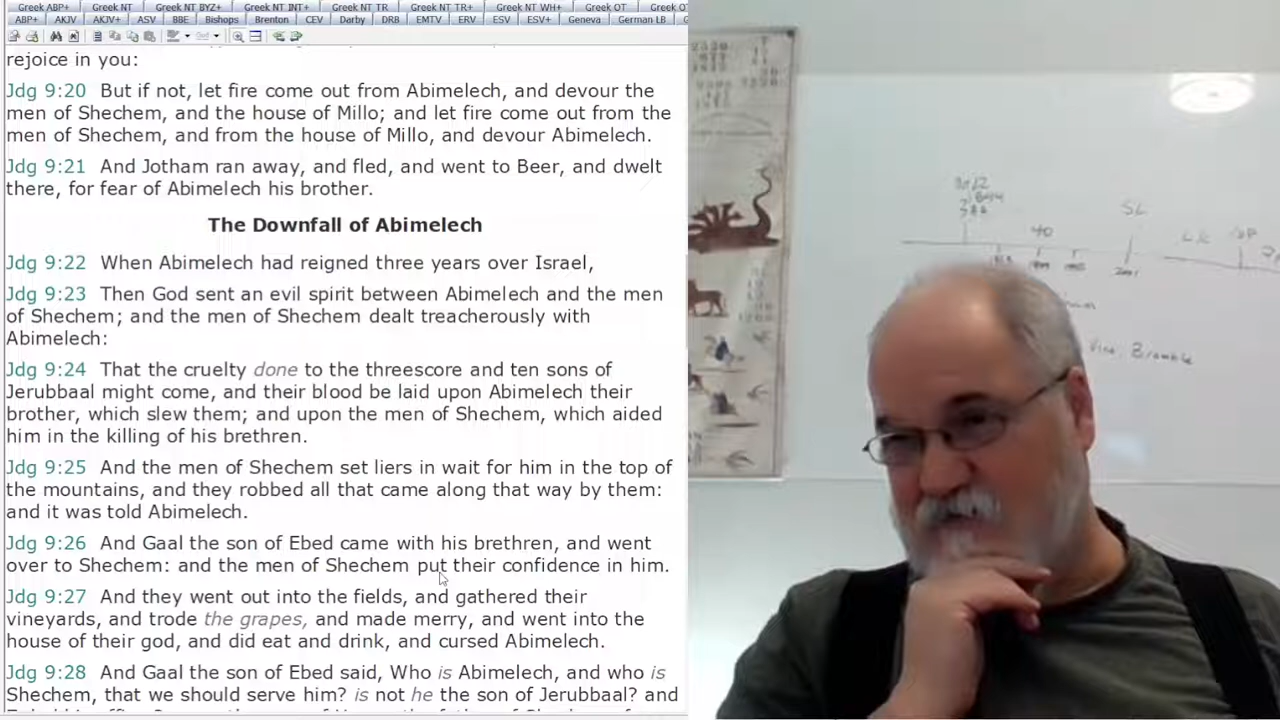 Greek ABP+ Greek NT Greek NT BYZ+ Greek NT INT+ Greek NT TR Greek NT TR+ Greek NT WH+ Greek OT
ABP+ AKJV AKJV+ ASV BBE Bishops Brenton CEV Darby DRB EMTV ERV ESV ESV+ Geneva German LB
rejoice in you:
Jdg 9:20 But if not, let fire come out from Abimelech, and devour the
men of Shechem, and the house of Millo; and let fire come out from the
men of Shechem, and from the house of Millo, and devour Abimelech.
Jdg 9:21 And Jotham ran away, and fled, and went to Beer, and dwelt
there, for fear of Abimelech his brother.
The Downfall of Abimelech
Jdg 9:22 When Abimelech had reigned three years over Israel,
Jdg 9:23 Then God sent an evil spirit between Abimelech and the men
of Shechem; and the men of Shechem dealt treacherously with
Abimelech:
Jdg 9:24 That the cruelty done to the threescore and ten sons of
Jerubbaal might come, and their blood be laid upon Abimelech their
brother, which slew them; and upon the men of Shechem, which aided
him in the killing of his brethren.
Jdg 9:25 And the men of Shechem set liers in wait for him in the top of
the mountains, and they robbed all that came along that way by them:
and it was told Abimelech.
Jdg 9:26 And Gaal the son of Ebed came with his brethren, and went
over to Shechem: and the men of Shechem put their confidence in him.
Jdg 9:27 And they went out into the fields, and gathered their
vineyards, and trode the grapes, and made merry, and went into the
house of their god, and did eat and drink, and cursed Abimelech.
Jdg 9:28 And Gaal the son of Ebed said, Who is Abimelech, and who is
Shechem, that we should serve him? is not he the son of Jerubbaal? and
40
SL
Vine Bramble